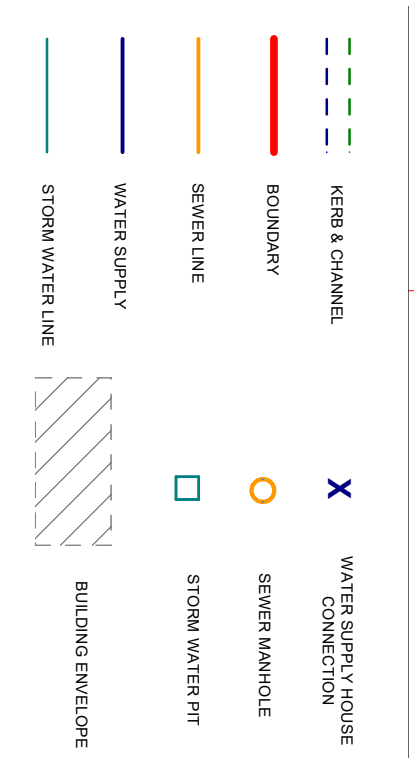 KERB & CHANNEL
BOUNDARY
SEWER LINE
WATER SUPPLY
STORM WATER LINE
X
WATER SUPPLY HOUSE
CONNECTION
SEWER MANHOLE
STORM WATER PIT
BUILDING ENVELOPE